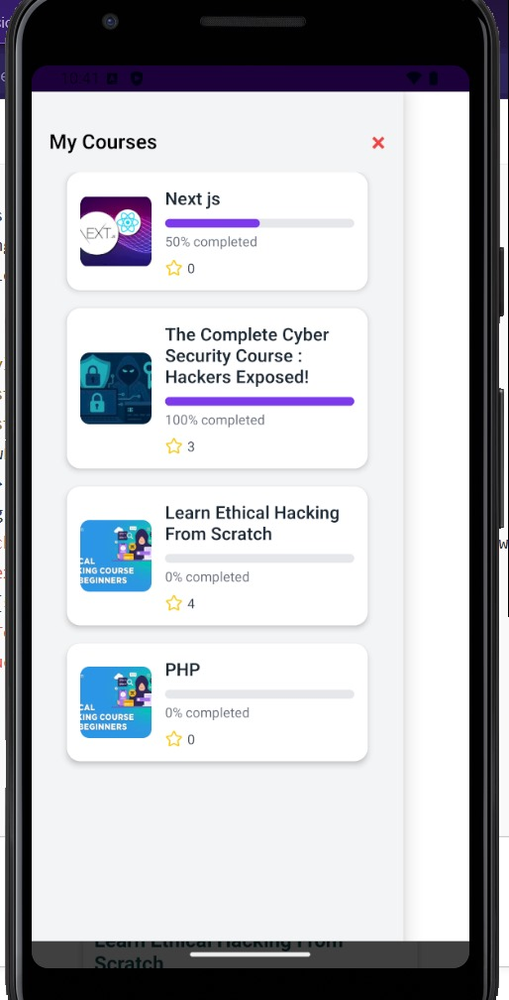 10:41
My Courses
Next js
NEXT
50% completed
0
The Complete Cyber
Security Course :
Hackers Exposed!
100% completed
3
Learn Ethical Hacking
From Scratch
CAL
KING COURSE
BEGINNERS
0% completed
4
PHP
CAL
KING COURSE
BEGINNERS
0% completed
0
Learn Ethical Hacking From
Scratch